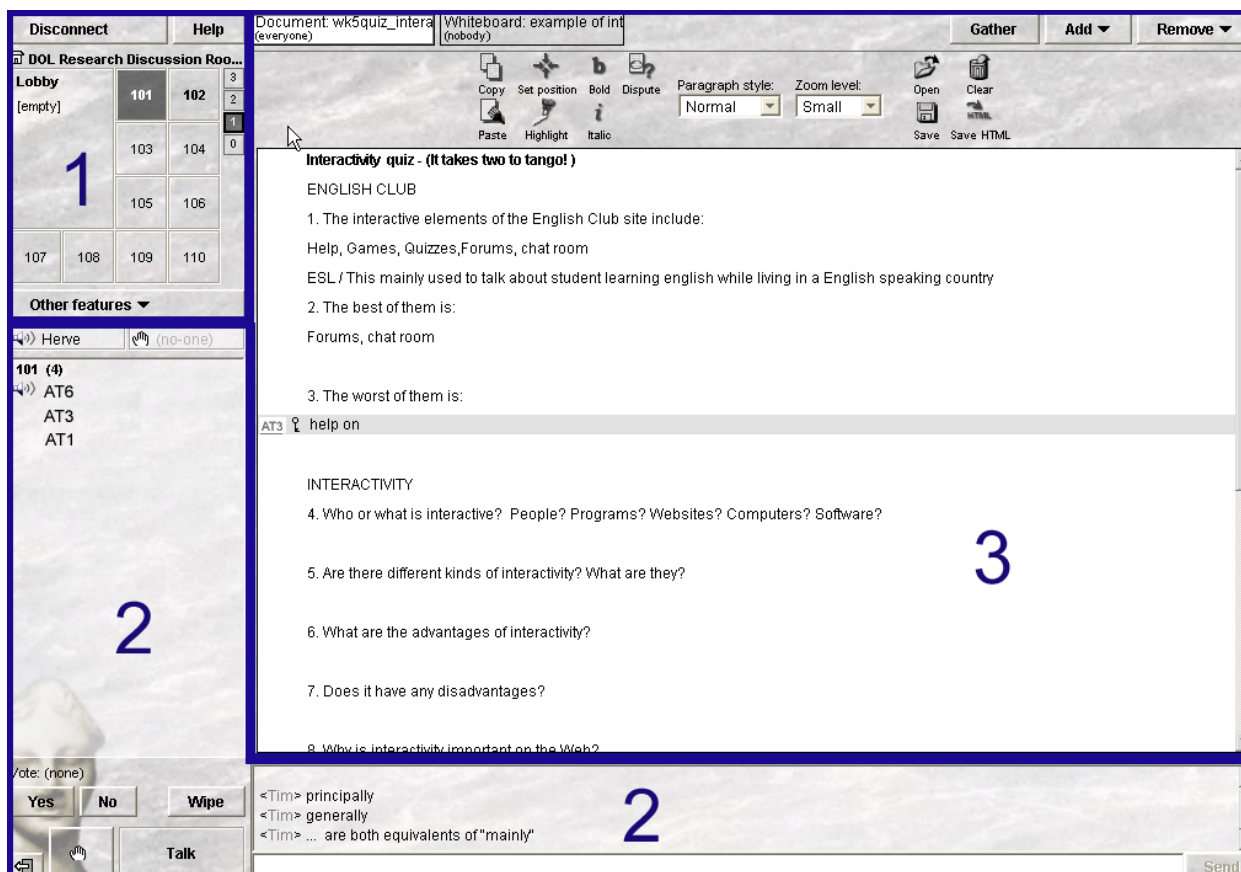 Disconnect
Help
DOL Research Discussion Roo...
Lobby
[empty]
101
102
3
2
1
0
103
104
105
106
107
108
109
110
1
Other features
Herve
(no-one)
101 (4)
AT6
AT3
AT1
2
Vote: (none)
Yes
No
Wipe
Talk
Document: wk5quiz_intera
(everyone)
Whiteboard: example of int
(nobody)
Gather
Add
Remove
Copy
Set position
Bold
Dispute
Paragraph style:
Zoom level:
Open
Clear
Normal
Small
Paste
Highlight
Italic
Save
Save HTML
Interactivity quiz - (It takes two to tango! )
ENGLISH CLUB
1. The interactive elements of the English Club site include:
Help, Games, Quizzes,Forums, chat room
ESL / This mainly used to talk about student learning english while living in a English speaking country
2. The best of them is:
Forums, chat room
3. The worst of them is:
AT3 help on
INTERACTIVITY
4. Who or what is interactive? People? Programs? Websites? Computers? Software?
5. Are there different kinds of interactivity? What are they?
6. What are the advantages of interactivity?
7. Does it have any disadvantages?
8. Why is interactivity important on the Web?
3
<Tim> principally
<Tim> generally
<Tim> ... are both equivalents of "mainly"
2
Send